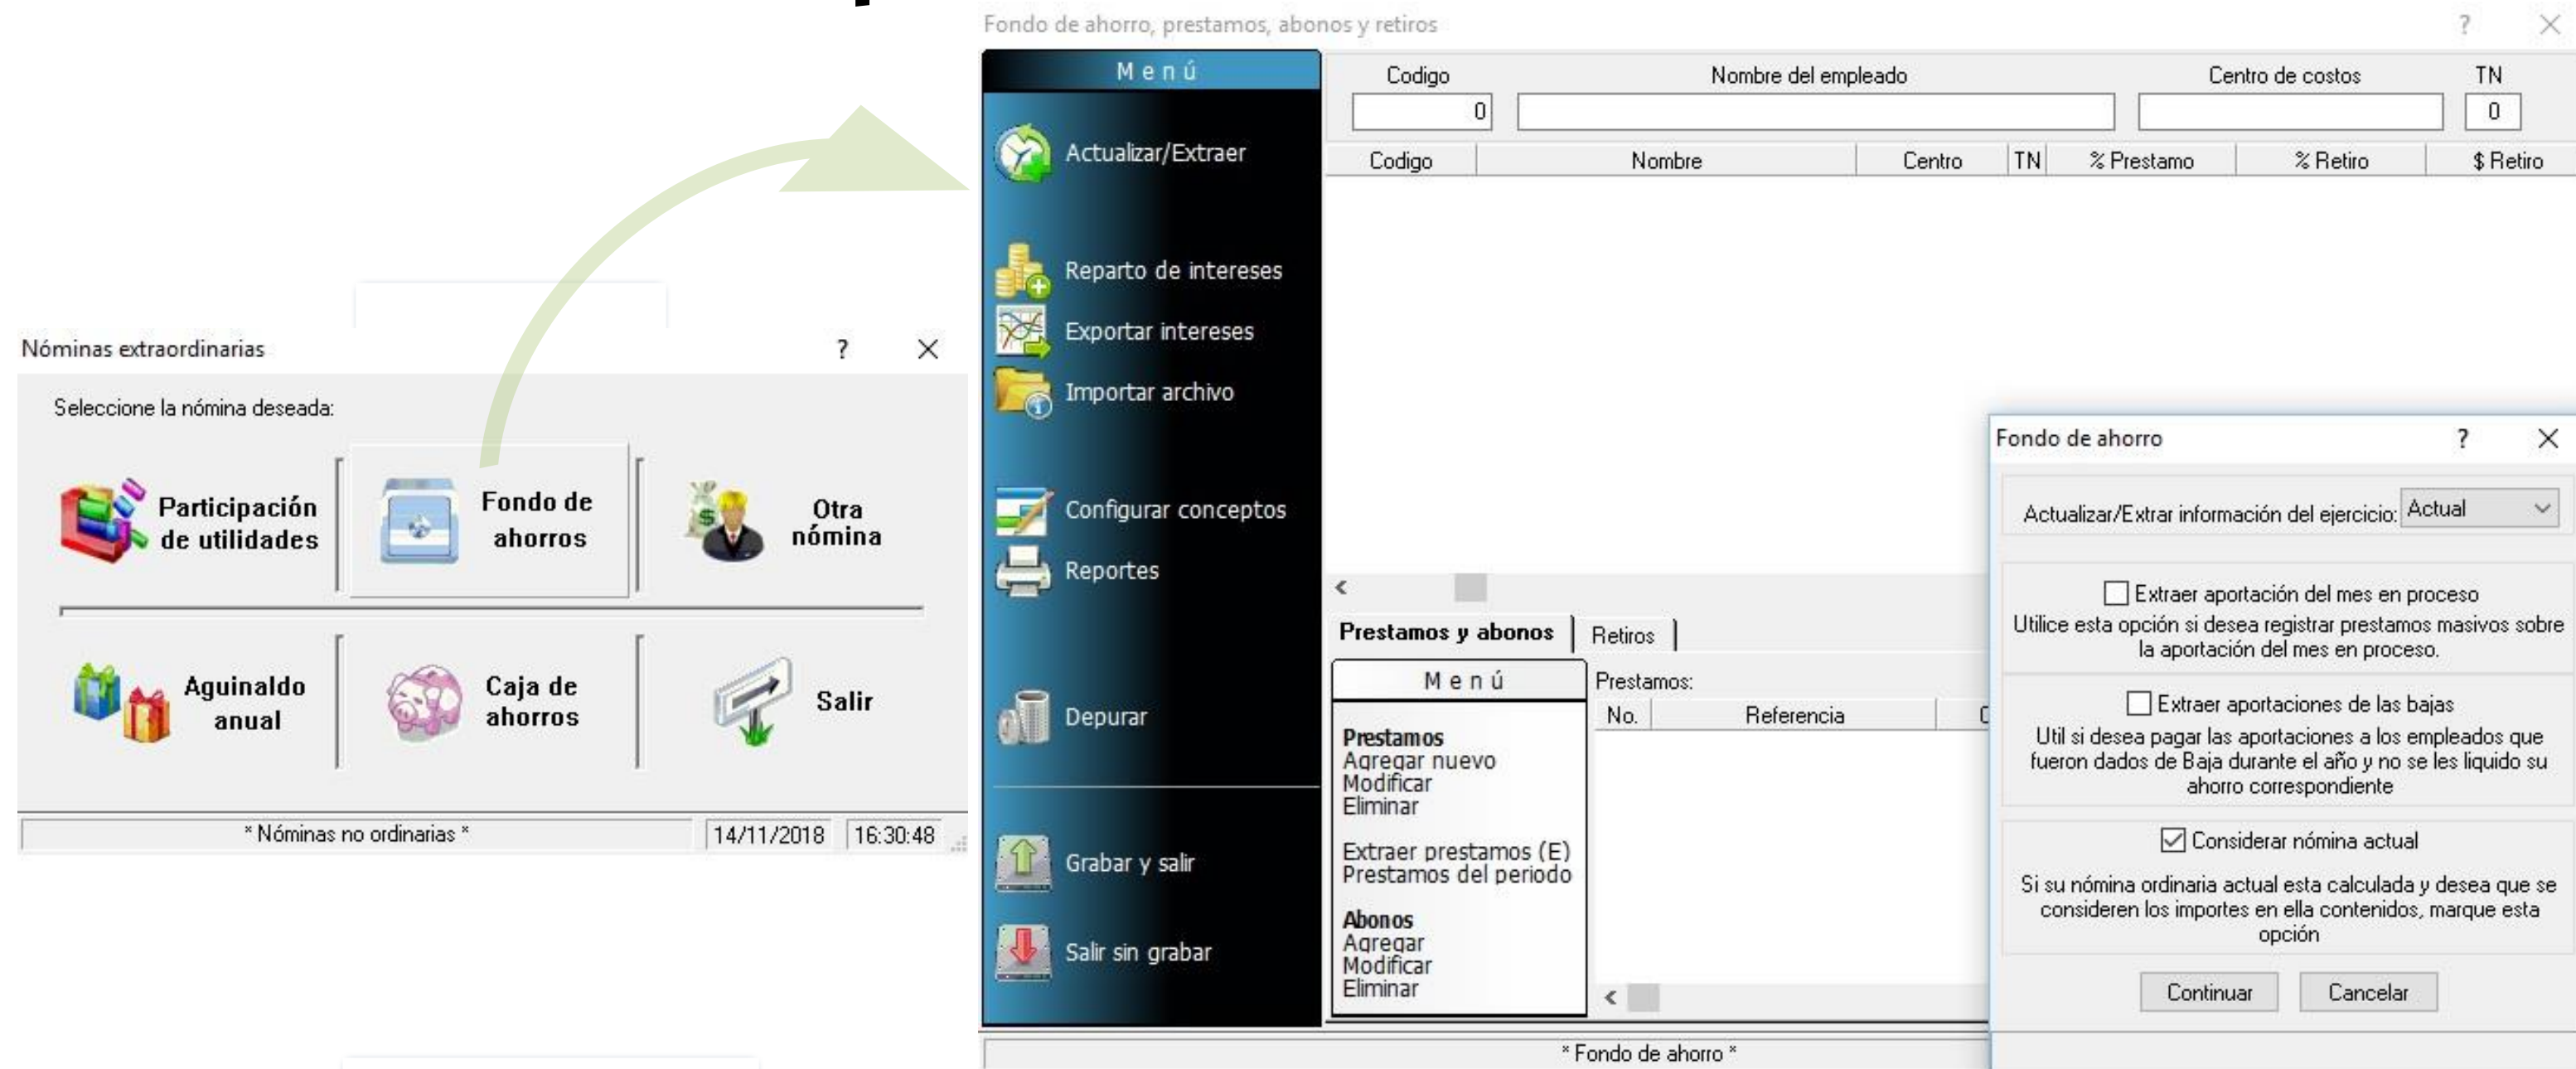 Nóminas extraordinarias
?
Seleccione la nómina deseada:
Participación
de utilidades
Fondo de
ahorros
Otra
nómina
Aguinaldo
anual
Caja de
ahorros
Salir
* Nóminas no ordinarias *
14/11/2018
16:30:48
Fondo de ahorro, prestamos, abonos y retiros
?
Menú
Actualizar/Extraer
Reparto de intereses
Exportar intereses
Importar archivo
Configurar conceptos
Reportes
Depurar
Grabar y salir
Salir sin grabar
Codigo
Nombre del empleado
Centro de costos
TN
0
0
Codigo
Nombre
Centro
TN
% Prestamo
% Retiro
$ Retiro
Prestamos y abonos
Retiros
Menú
Prestamos
Agregar nuevo
Modificar
Eliminar
Extraer prestamos (E)
Prestamos del periodo
Abonos
Agregar
Modificar
Eliminar
Prestamos:
No.
Referencia
* Fondo de ahorro *
Fondo de ahorro
?
Actualizar/Extrar información del ejercicio:
Actual
Extraer aportación del mes en proceso
Utilice esta opción si desea registrar prestamos masivos sobre
la aportación del mes en proceso.
Extraer aportaciones de las bajas
Util si desea pagar las aportaciones a los empleados que
fueron dados de Baja durante el año y no se les liquido su
ahorro correspondiente
Considerar nómina actual
Si su nómina ordinaria actual esta calculada y desea que se
consideren los importes en ella contenidos, marque esta
opción
Continuar
Cancelar